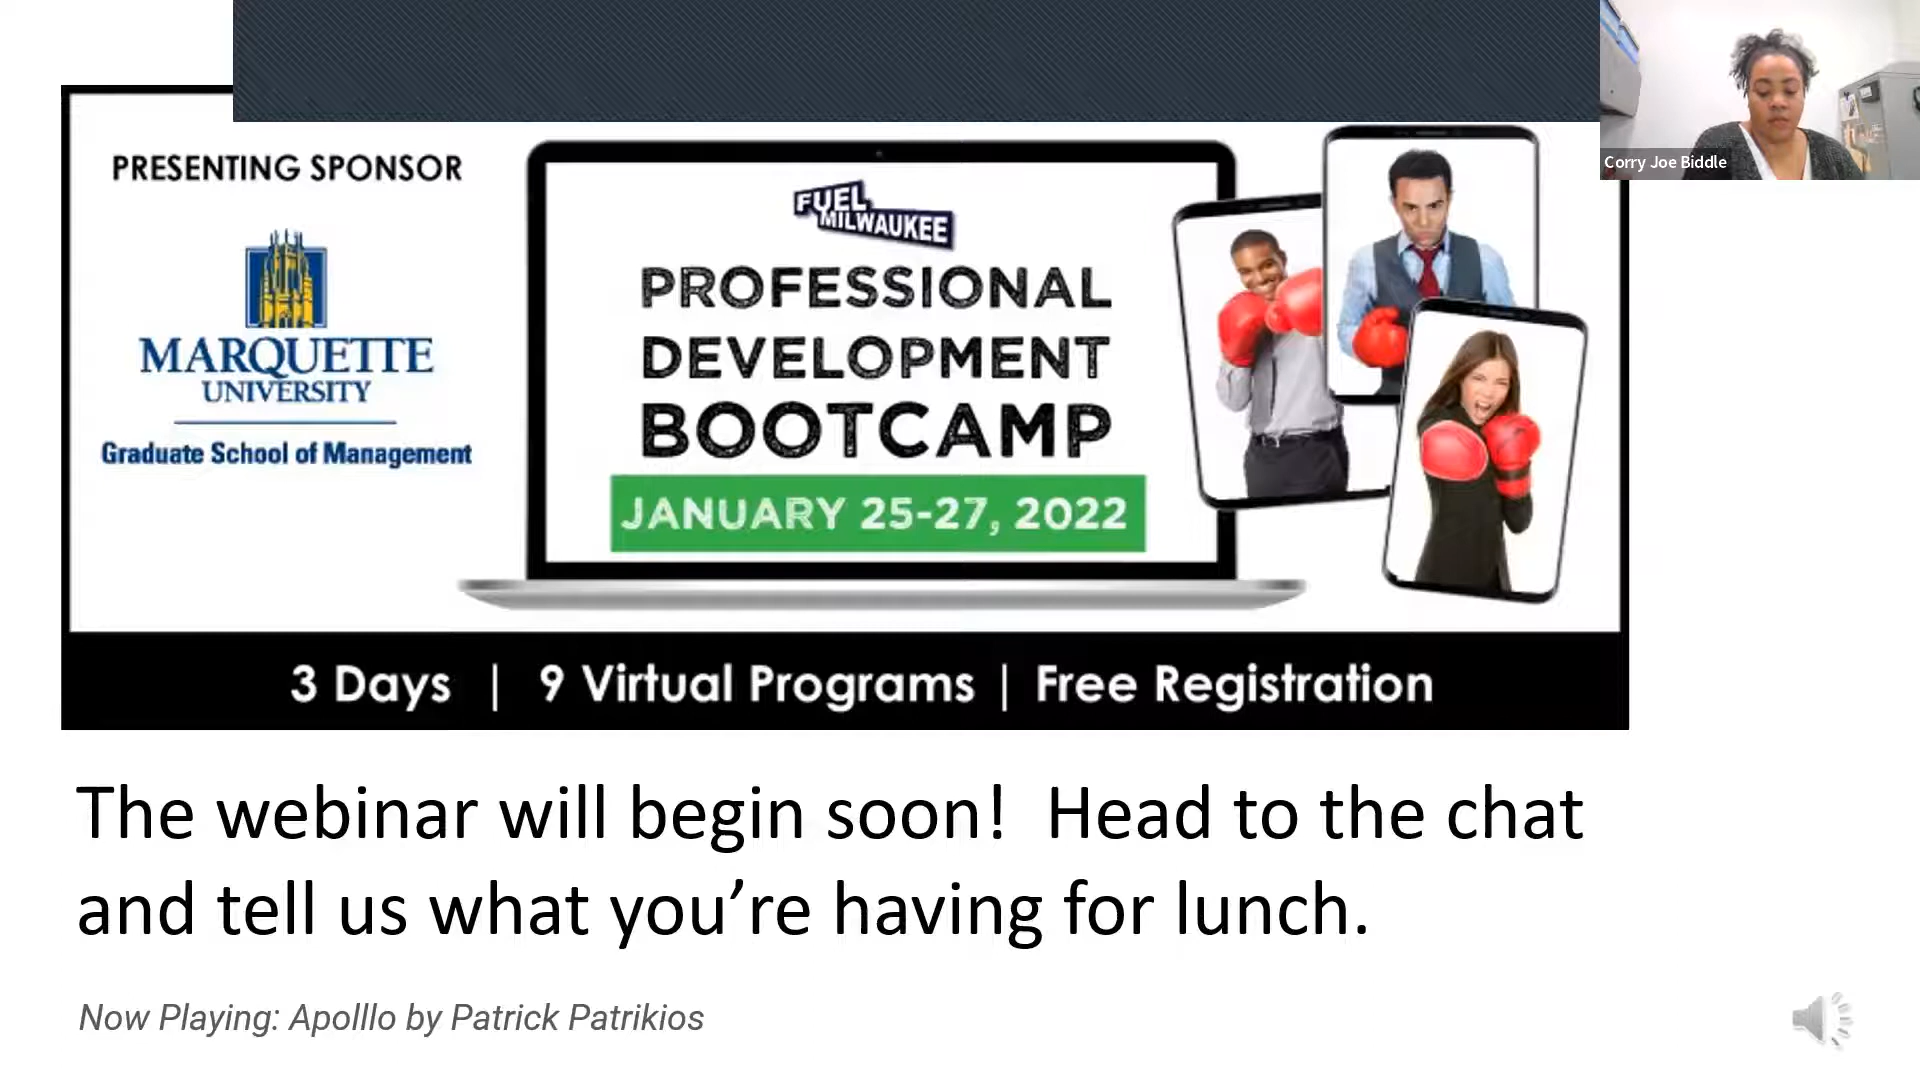 PRESENTING SPONSOR
MARQUETTE
UNIVERSITY
Graduate School of Management
FUEL
MILWAUKEE
PROFESSIONAL
DEVELOPMENT
BOOTCAMP
JANUARY 25-27, 2022
Corry Joe Biddle
3 Days | 9 Virtual Programs | Free Registration
The webinar will begin soon! Head to the chat
and tell us what you’re having for lunch.
Now Playing: Apolllo by Patrick Patrikios